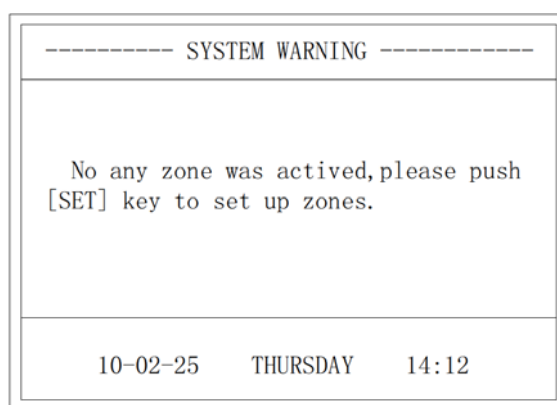 ---------- SYSTEM WARNING ------------
No any zone was actived,please push
[SET] key to set up zones.
10-02-25 THURSDAY 14:12